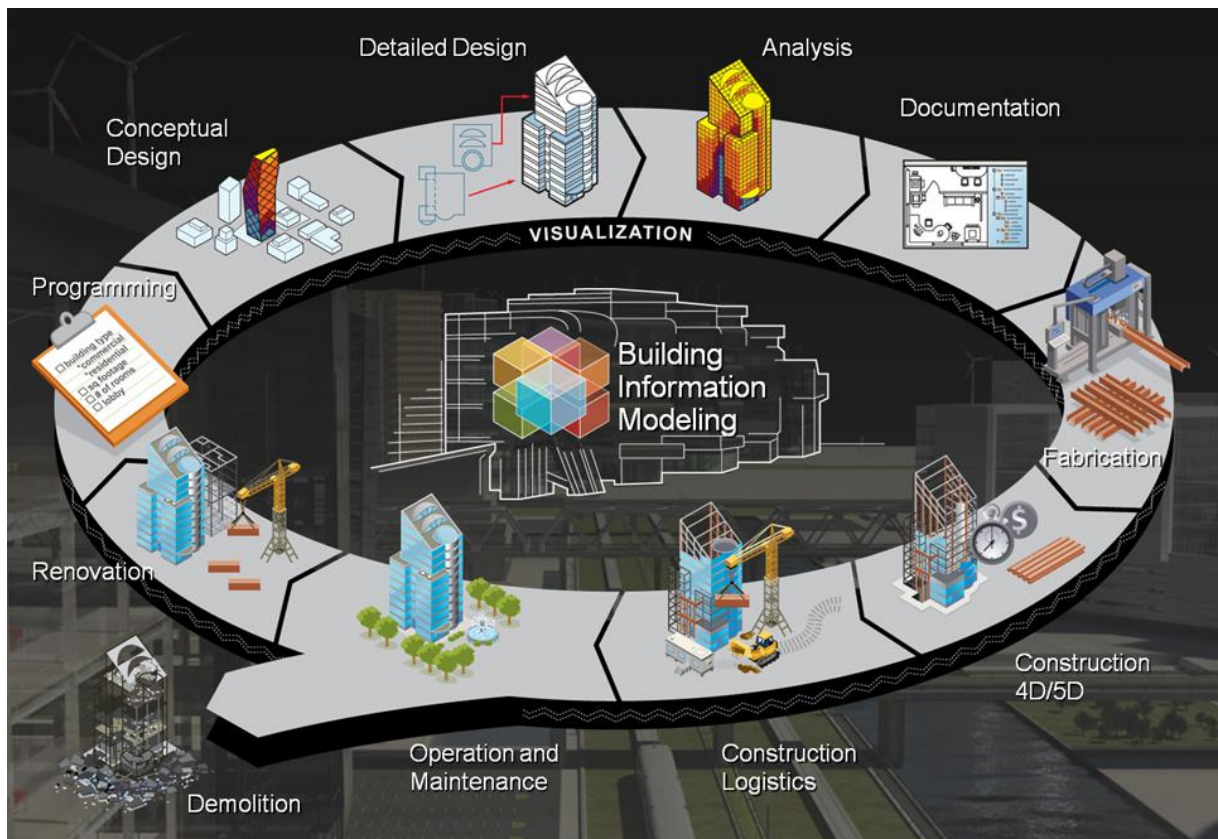 Detailed Design
Analysis
Documentation
Conceptual
Design
VISUALIZATION
Programming
building type
*commercial
*residential
sq footage
# of rooms
lobby
Building
Information
Modeling
Fabrication
$
Renovation
Construction
4D/5D
Operation and
Maintenance
Construction
Logistics
Demolition